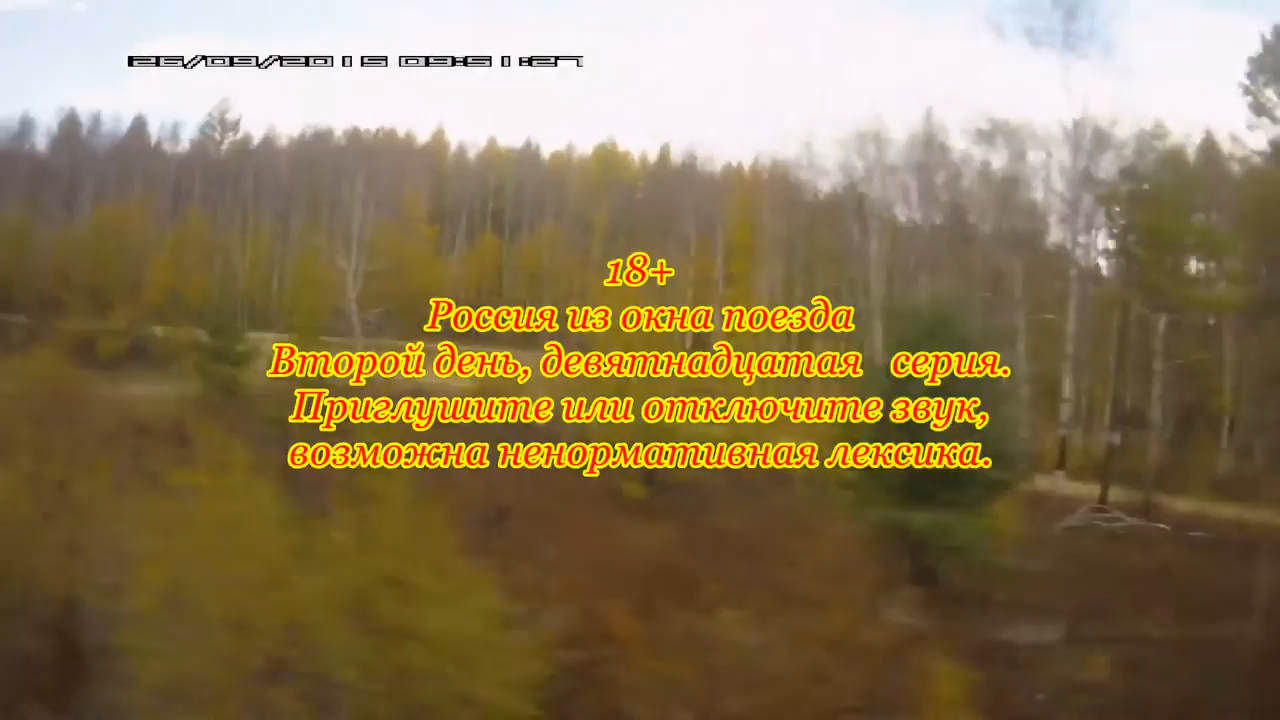 26/09/2015 09:51:27
18+
Россия из окна поезда
Второй день, девятнадцатая серия.
Приглушите или отключите звук,
возможна ненормативная лексика.